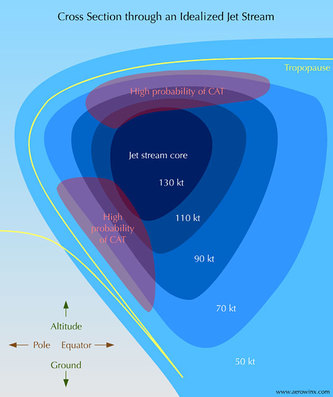 Cross Section through an Idealized Jet Stream
Tropopause
High probability of CAT
Jet stream core
130 kt
110 kt
High
probability
of CAT
90 kt
70 kt
Altitude
Pole Equator
Ground
50 kt
www.aerowinx.com